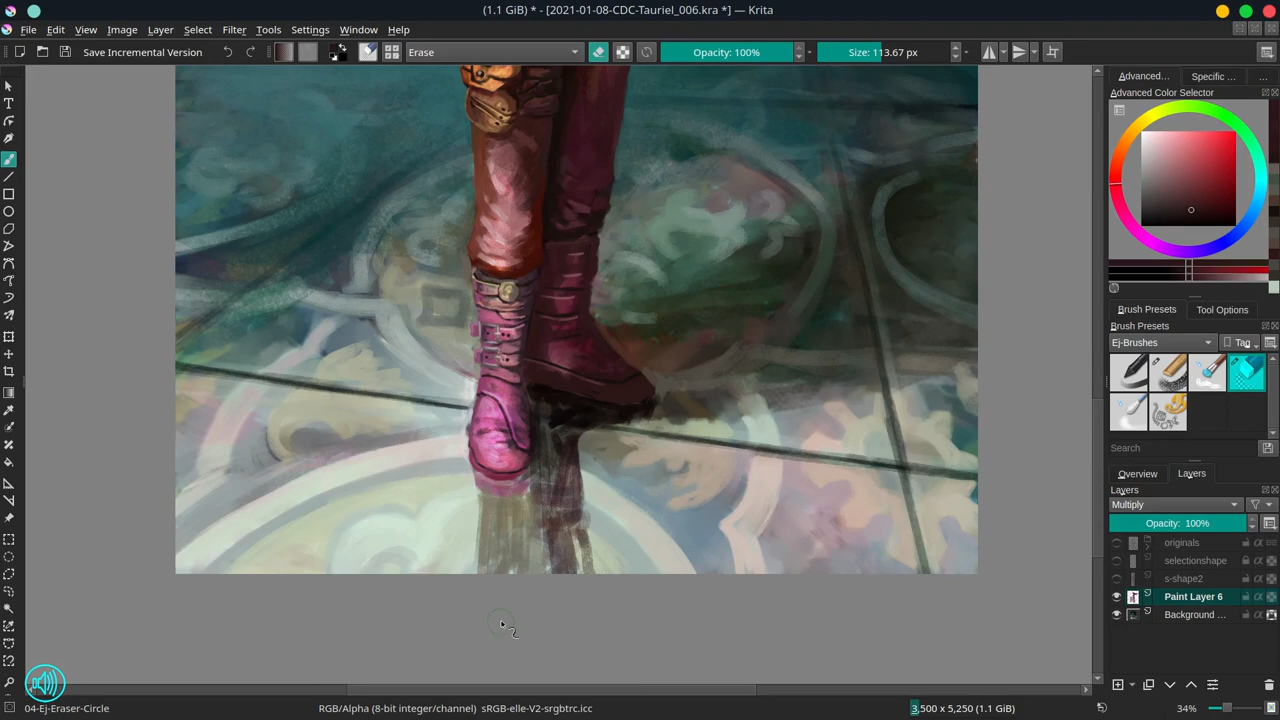 (1.1 GiB) * - [2021-01-08-CDC-Tauriel_006.kra *] — Krita
File Edit View Image Layer Select Filter Tools Settings Window Help
Save Incremental Version Erase Opacity: 100% Size: 113.67 px
Advanced... Specific ... ...
Advanced Color Selector
Brush Presets Tool Options
Brush Presets
Ej-Brushes Tag
Search
Overview Layers
Layers
Multiply
Opacity: 100%
originals
selectionshape
s-shape2
Paint Layer 6
Background ...
04-Ej-Eraser-Circle RGB/Alpha (8-bit integer/channel) sRGB-elle-V2-srgbtrc.icc 3,500 x 5,250 (1.1 GiB) 34%